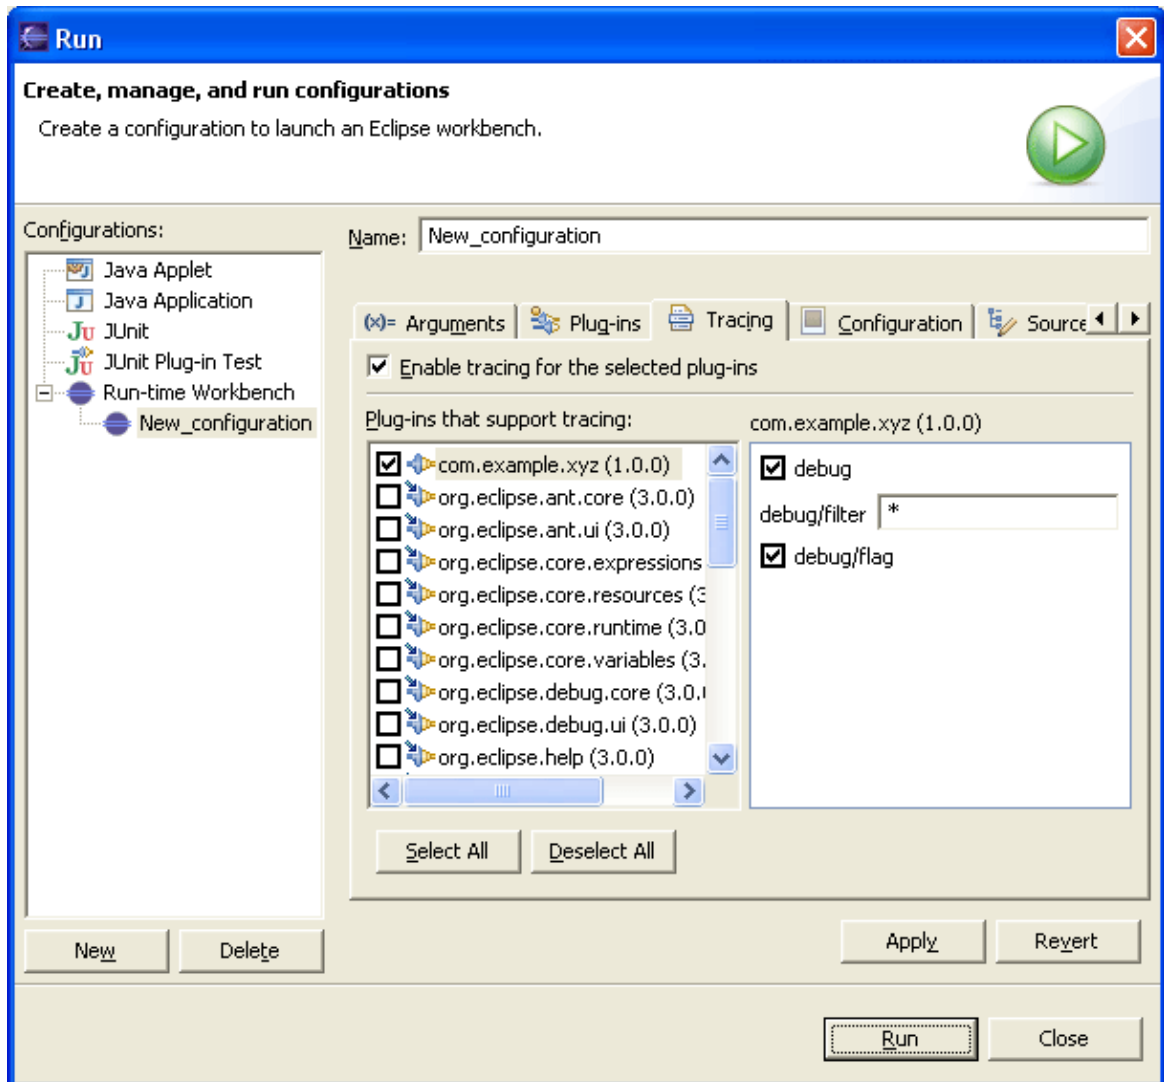 Run
Create, manage, and run configurations
Create a configuration to launch an Eclipse workbench.
Configurations:
Java Applet
Java Application
JUnit
JUnit Plug-in Test
Run-time Workbench
New_configuration
New
Delete
Name: New_configuration
(x)= Arguments
Plug-ins
Tracing
Configuration
Source
Enable tracing for the selected plug-ins
Plug-ins that support tracing:
com.example.xyz (1.0.0)
org.eclipse.ant.core (3.0.0)
org.eclipse.ant.ui (3.0.0)
org.eclipse.core.expressions
org.eclipse.core.resources (3
org.eclipse.core.runtime (3.0
org.eclipse.core.variables (3.
org.eclipse.debug.core (3.0.
org.eclipse.debug.ui (3.0.0)
org.eclipse.help (3.0.0)
com.example.xyz (1.0.0)
debug
debug/filter *
debug/flag
Select All
Deselect All
Apply
Revert
Run
Close